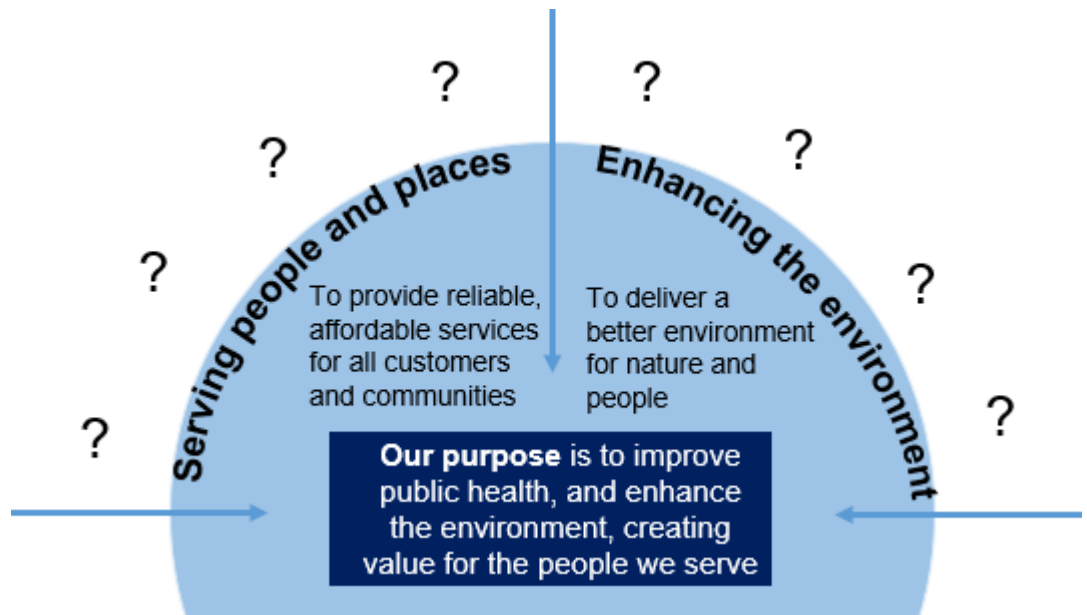 ?
?
?
?
?
?
?
?
Serving people and places
Enhancing the environment
To provide reliable,
affordable services
for all customers
and communities
To deliver a
better environment
for nature and
people
Our purpose is to improve
public health, and enhance
the environment, creating
value for the people we serve